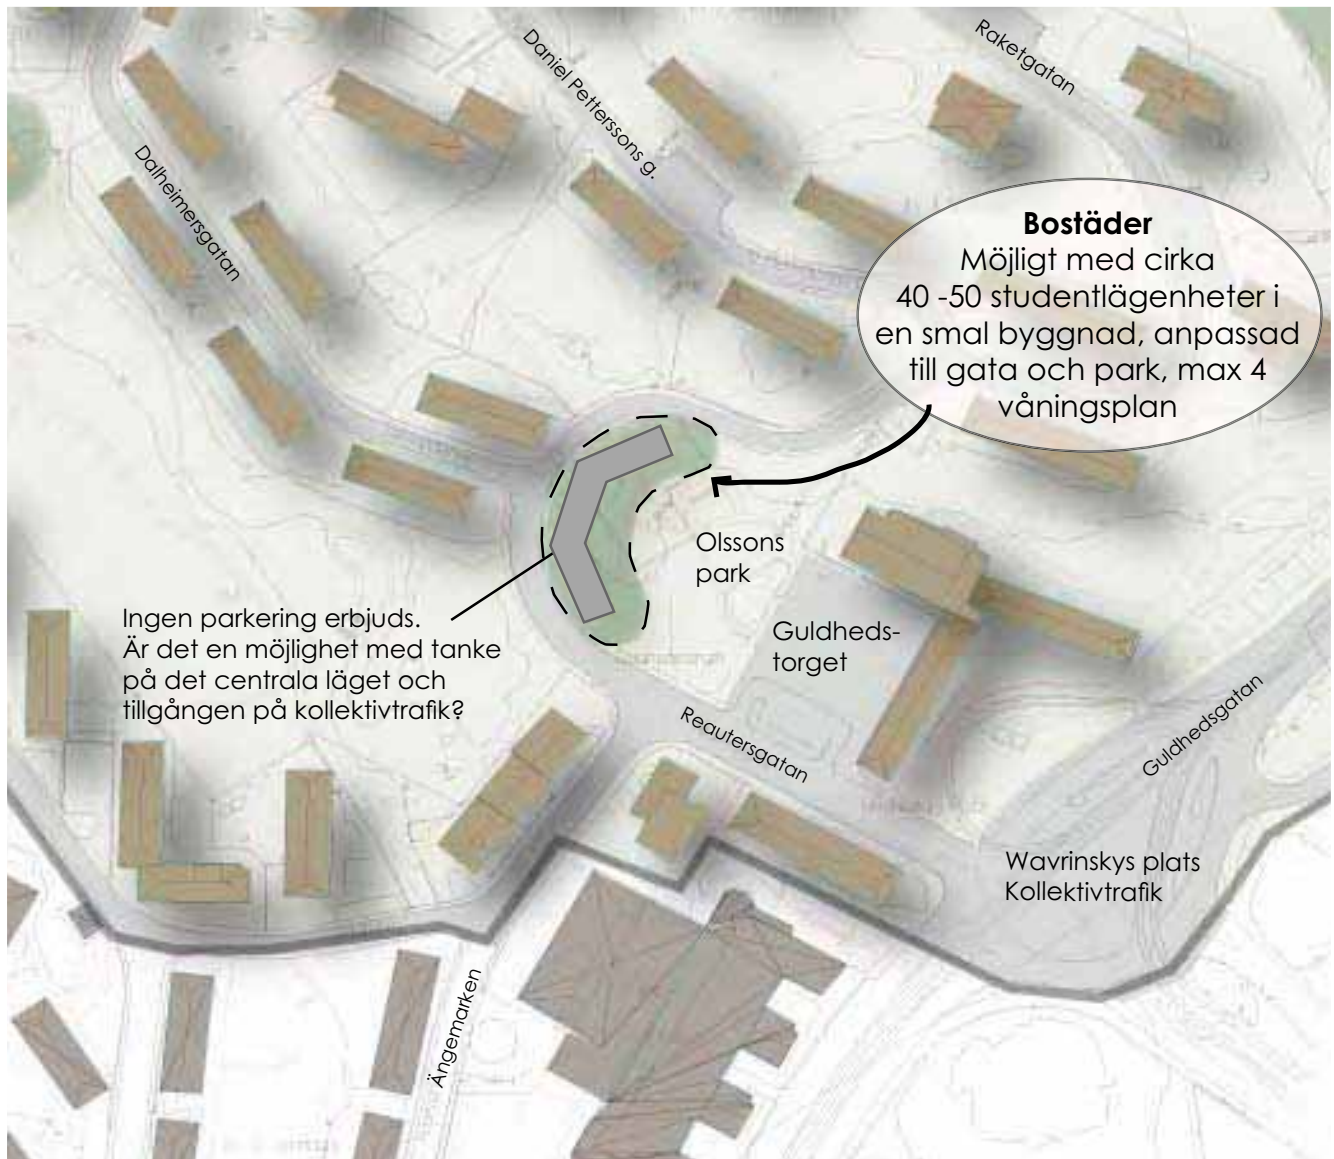 Daniel Petterssons g.
Raketgatan
Dalheimersgatan
Bostäder
Möjligt med cirka
40 -50 studentlägenheter i
en smal byggnad, anpassad
till gata och park, max 4
våningsplan
Olssons
park
Ingen parkering erbjuds.
Är det en möjlighet med tanke
på det centrala läget och
tillgången på kollektivtrafik?
Guldheds-
torget
Reautersgatan
Guldhedsgatan
Wavrinskys plats
Kollektivtrafik
Ängemarken